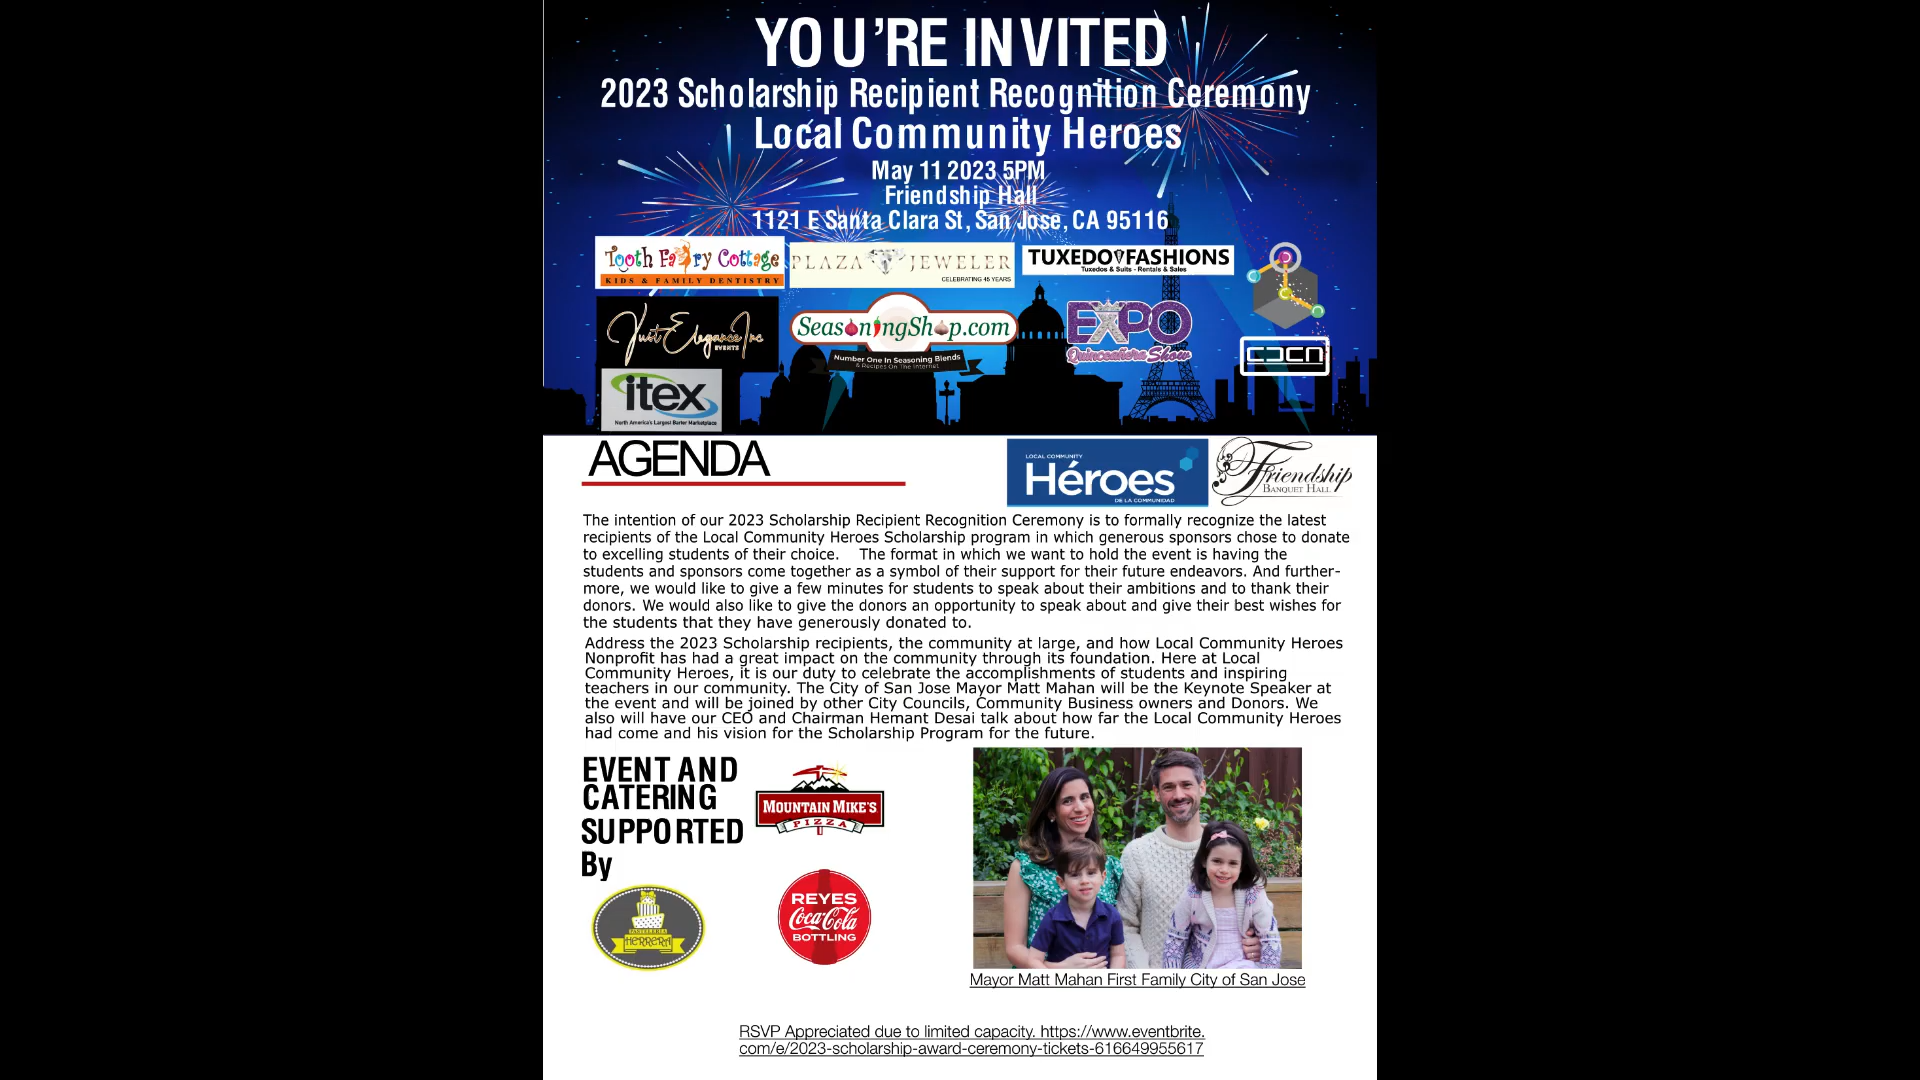 YOU'RE INVITED
2023 Scholarship Recipient Recognition Ceremony
Local Community Heroes
May 11 2023 5PM
Friendship Hall
1121 E Santa Clara St, San Jose, CA 95116
Tooth Fairy Cottage
KIDS & FAMILY DENTISTRY
PLAZA JEWELER
CELEBRATING 45 YEARS
TUXEDO FASHIONS
Tuxedos & Suits - Rentals & Sales
Just Elegance Inc
EVENTS
SeasoningShop.com
Number One In Seasoning Blends
& Recipes On The Internet
EXPO
Quinceañera Show
itex
North America's Largest Barter Marketplace
AGENDA
LOCAL COMMUNITY
Héroes
DE LA COMMUNIDAD
Friendship
BANQUET HALL
The intention of our 2023 Scholarship Recipient Recognition Ceremony is to formally recognize the latest
recipients of the Local Community Heroes Scholarship program in which generous sponsors chose to donate
to excelling students of their choice. The format in which we want to hold the event is having the
students and sponsors come together as a symbol of their support for their future endeavors. And further-
more, we would like to give a few minutes for students to speak about their ambitions and to thank their
donors. We would also like to give the donors an opportunity to speak about and give their best wishes for
the students that they have generously donated to.
Address the 2023 Scholarship recipients, the community at large, and how Local Community Heroes
Nonprofit has had a great impact on the community through its foundation. Here at Local
Community Heroes, it is our duty to celebrate the accomplishments of students and inspiring
teachers in our community. The City of San Jose Mayor Matt Mahan will be the Keynote Speaker at
the event and will be joined by other City Councils, Community Business owners and Donors. We
also will have our CEO and Chairman Hemant Desai talk about how far the Local Community Heroes
had come and his vision for the Scholarship Program for the future.
EVENT AND
CATERING
SUPPORTED
By
MOUNTAIN MIKE'S
PIZZA
PASTELERIA
HERRERA
REYES
Coca-Cola
BOTTLING
Mayor Matt Mahan First Family City of San Jose
RSVP Appreciated due to limited capacity. https://www.eventbrite.
com/e/2023-scholarship-award-ceremony-tickets-616649955617